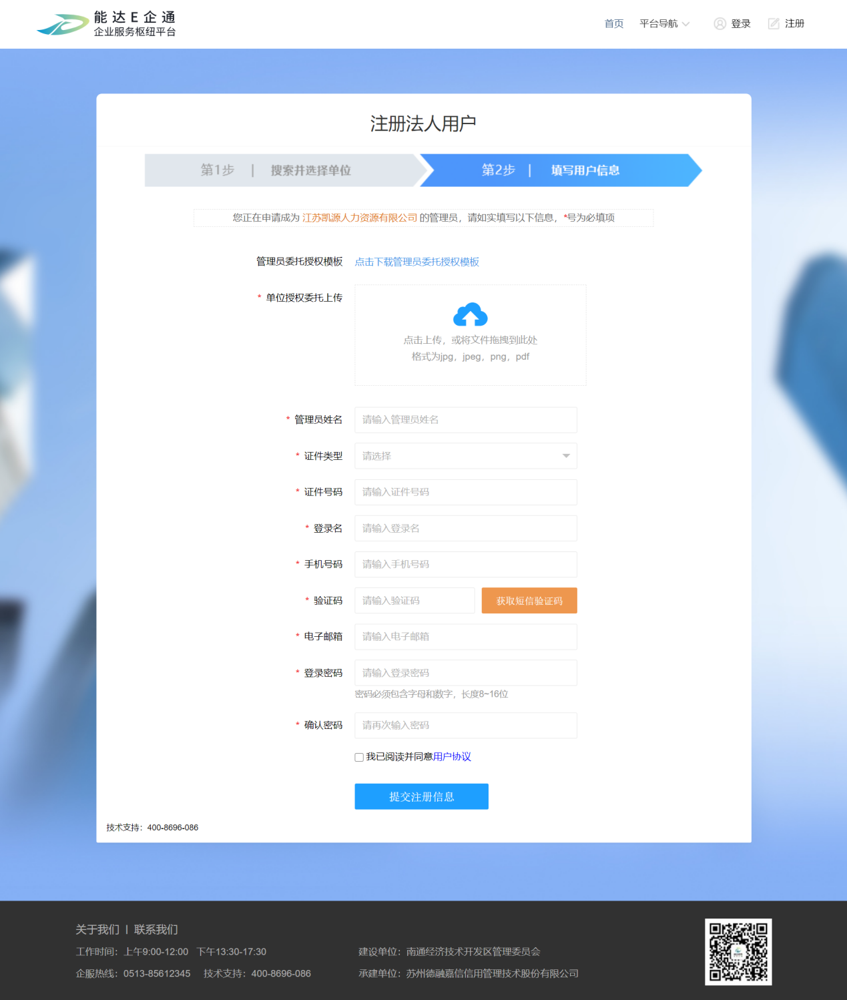 能达E企通
企业服务枢纽平台
首页 平台导航 登录 注册
注册法人用户
第1步 | 搜索并选择单位
第2步 | 填写用户信息
您正在申请成为 江苏凯源人力资源有限公司 的管理员，请如实填写以下信息，*号为必填项
管理员委托授权模板 点击下载管理员委托授权模板
* 单位授权委托上传
点击上传，或将文件拖拽到此处
格式为jpg，jpeg，png，pdf
* 管理员姓名 请输入管理员姓名
* 证件类型 请选择
* 证件号码 请输入证件号码
* 登录名 请输入登录名
* 手机号码 请输入手机号码
* 验证码 请输入验证码 获取短信验证码
* 电子邮箱 请输入电子邮箱
* 登录密码 请输入登录密码
密码必须包含字母和数字，长度8~16位
* 确认密码 请再次输入密码
我已阅读并同意用户协议
提交注册信息
技术支持：400-8696-086
关于我们 | 联系我们
工作时间：上午9:00-12:00 下午13:30-17:30 建设单位：南通经济技术开发区管理委员会
企服热线：0513-85612345 技术支持：400-8696-086 承建单位：苏州德融嘉信信用管理技术股份有限公司